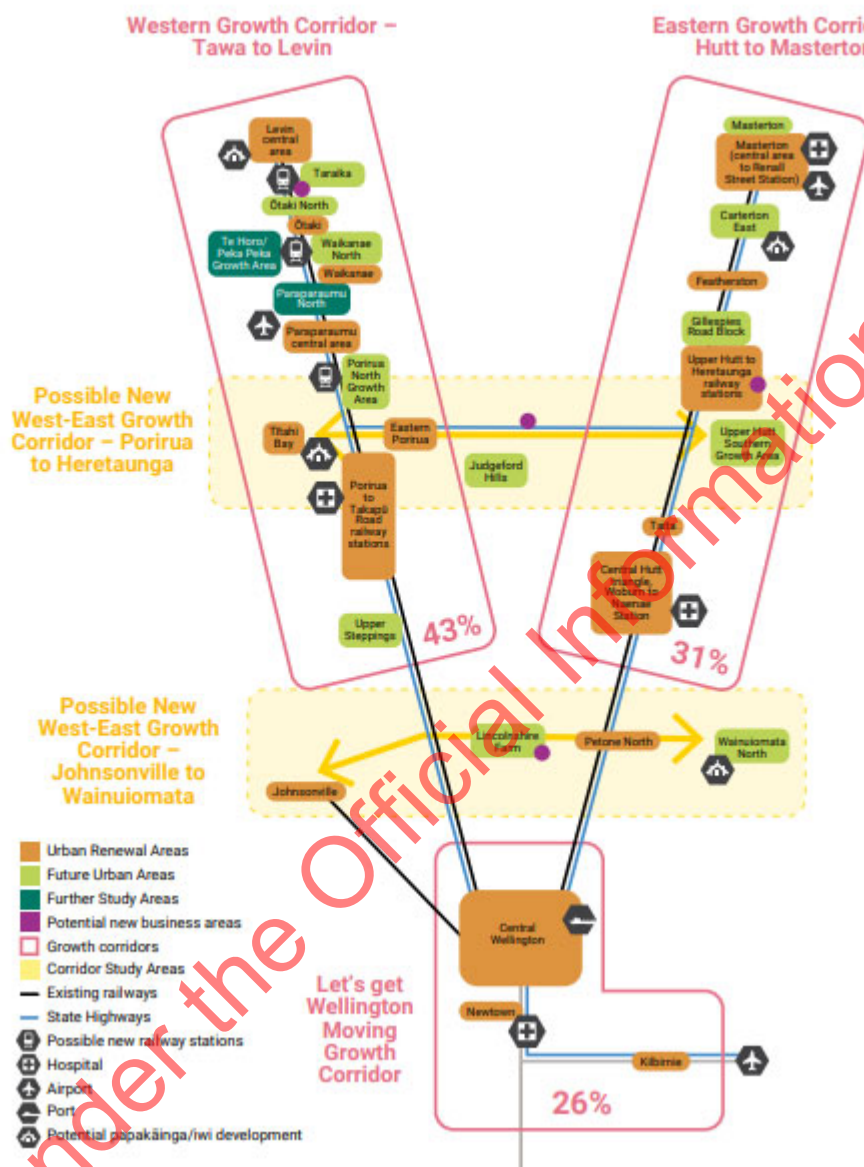 Western Growth Corridor –
Tawa to Levin
Eastern Growth Corri
Hutt to Masterton
Levin
central
area
Taraika
Ōtaki North
Ōtaki
Te Horo/
Peka Peka
Growth Area
Waikanae
North
Waikanae
Paraparaumu
North
Paraparaumu
central area
Porirua
North
Growth
Area
Masterton
Masterton
(central area
to Renall
Street Station)
Carterton
East
Featherston
Gillespies
Road Block
Upper Hutt to
Heretaunga
railway
stations
Possible New
West-East Growth
Corridor – Porirua
to Heretaunga
Titahi
Bay
Eastern
Porirua
Judgeford
Hills
Upper Hutt
Southern
Growth Area
Porirua
to
Takapū
Road
railway
stations
Taita
Central Hutt
triangle,
Woburn to
Naenae
Station
Upper
Steppings
43%
31%
Possible New
West-East Growth
Corridor –
Johnsonville to
Wainuiomata
Lincolnshire
Farm
Petone North
Wainuiomata
North
Johnsonville
Urban Renewal Areas
Future Urban Areas
Further Study Areas
Potential new business areas
Growth corridors
Corridor Study Areas
Existing railways
State Highways
Possible new railway stations
Hospital
Airport
Port
Potential papakāinga/iwi development
Central
Wellington
Let's get
Wellington
Moving
Growth
Corridor
Newtown
Kilbirnie
26%
nder the Official Information